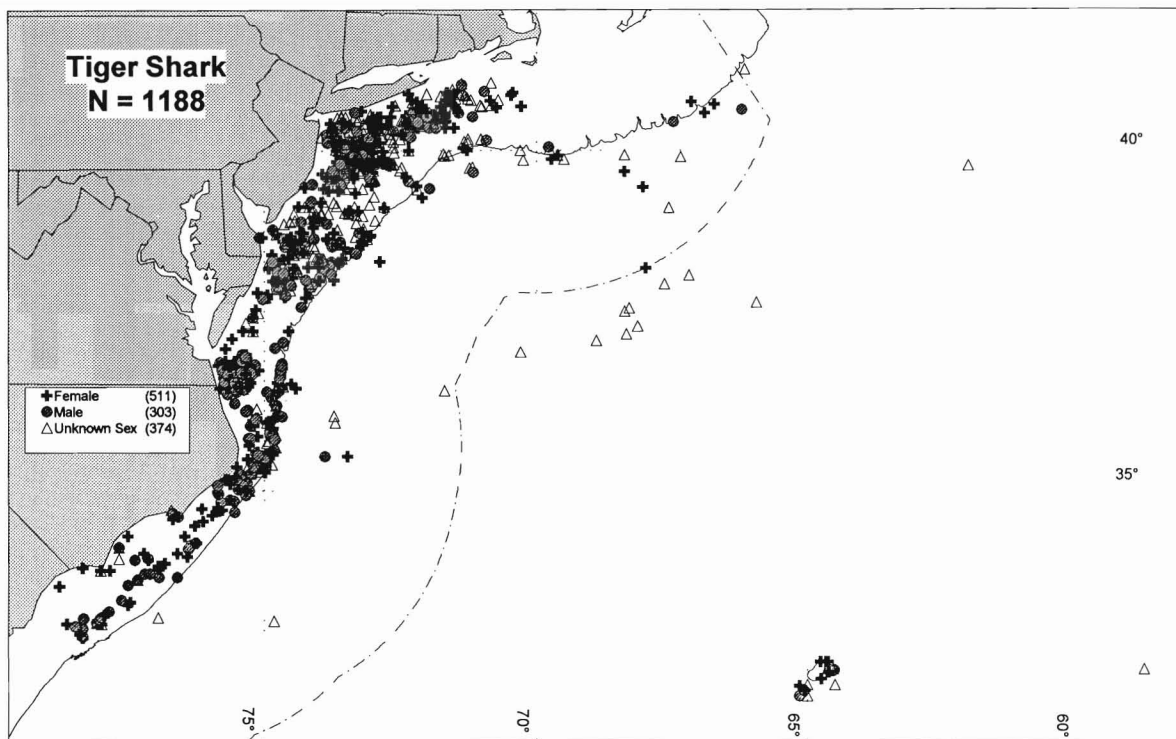 Tiger Shark
N = 1188
40°
Female (511)
Male (303)
Unknown Sex (374)
35°
75°
70°
65°
60°